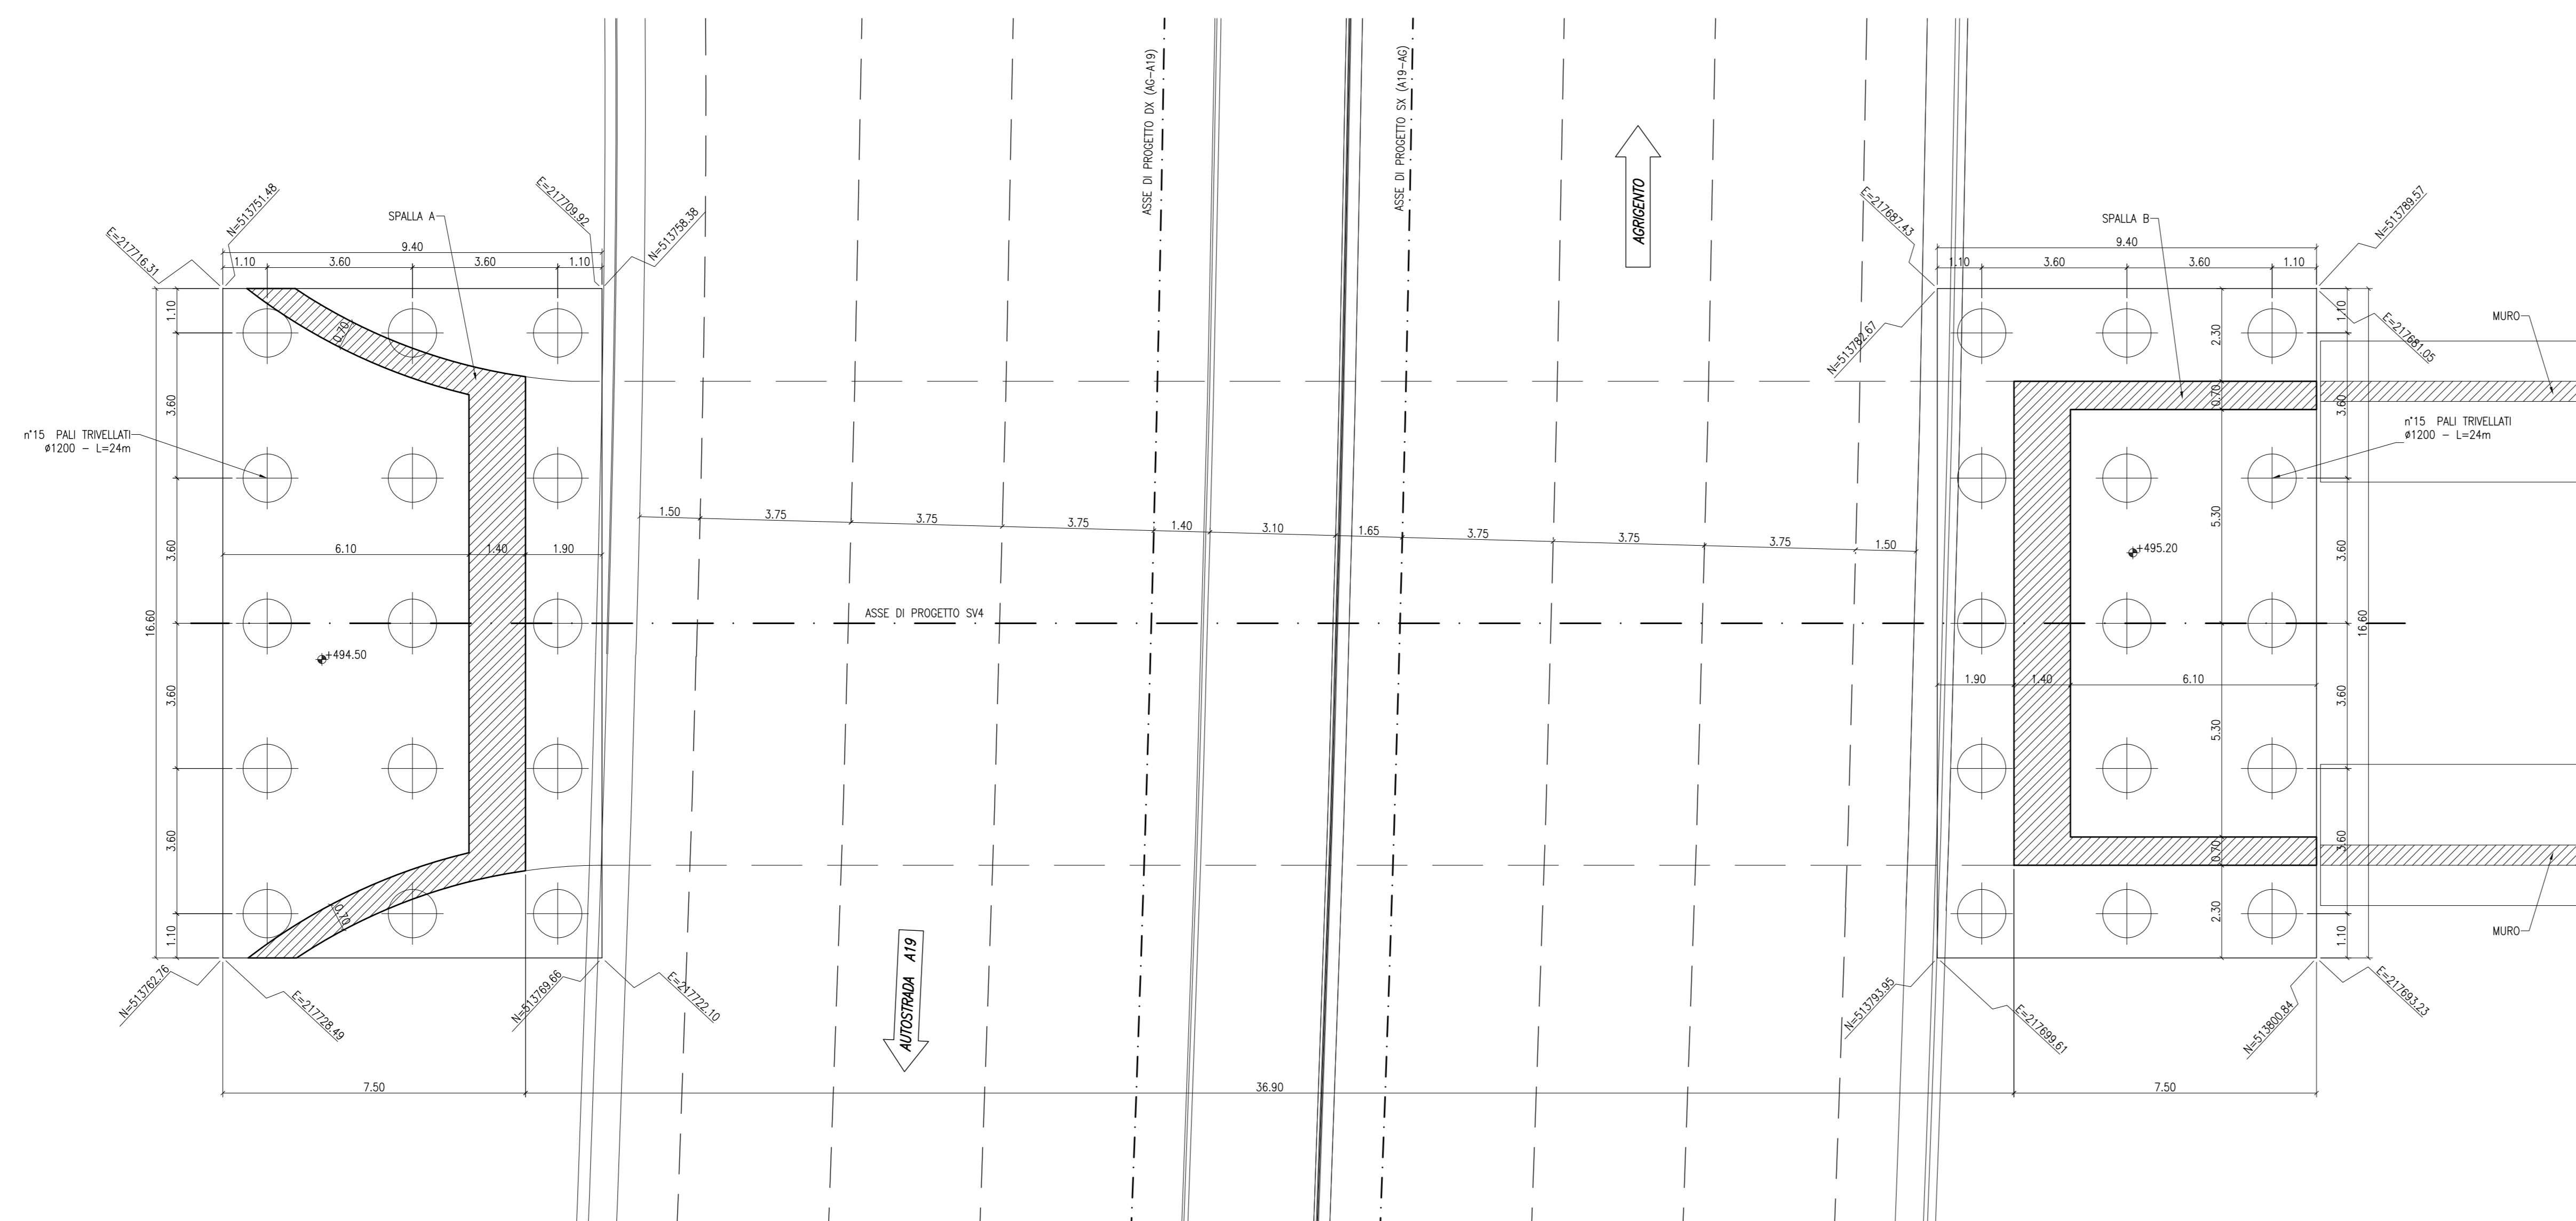 ASSE DI PROGETTO DX (AG-A19)
ASSE DI PROGETTO SX (A19-AG)
AGRIGENTO
E=217716.31
N=513751.48
SPALLA A
E=217709.92
N=513758.38
9.40
1.10
3.60
3.60
1.10
1.10
3.60
3.60
3.60
3.60
1.10
16.60
0.70
n°15 PALI TRIVELLATI
ø1200 - L=24m
6.10
1.40
1.90
+494.50
0.70
N=513762.76
E=217728.49
N=513769.66
E=217722.10
1.50
3.75
3.75
3.75
1.40
3.10
1.65
3.75
3.75
3.75
1.50
ASSE DI PROGETTO SV4
AUTOSTRADA A19
7.50
36.90
7.50
E=217687.43
N=513782.67
SPALLA B
N=513789.57
E=217681.05
9.40
1.10
3.60
3.60
1.10
2.30
0.70
5.30
5.30
0.70
2.30
1.10
3.60
3.60
3.60
3.60
1.10
16.60
MURO
n°15 PALI TRIVELLATI
ø1200 - L=24m
+495.20
1.90
1.40
6.10
MURO
N=513793.95
E=217699.61
N=513800.84
E=217693.23